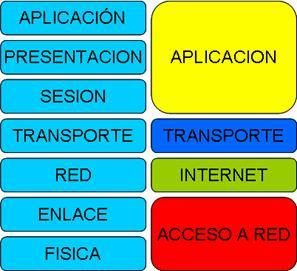 APLICACIÓN
PRESENTACION
SESION
TRANSPORTE
RED
ENLACE
FISICA
APLICACION
TRANSPORTE
INTERNET
ACCESO A RED